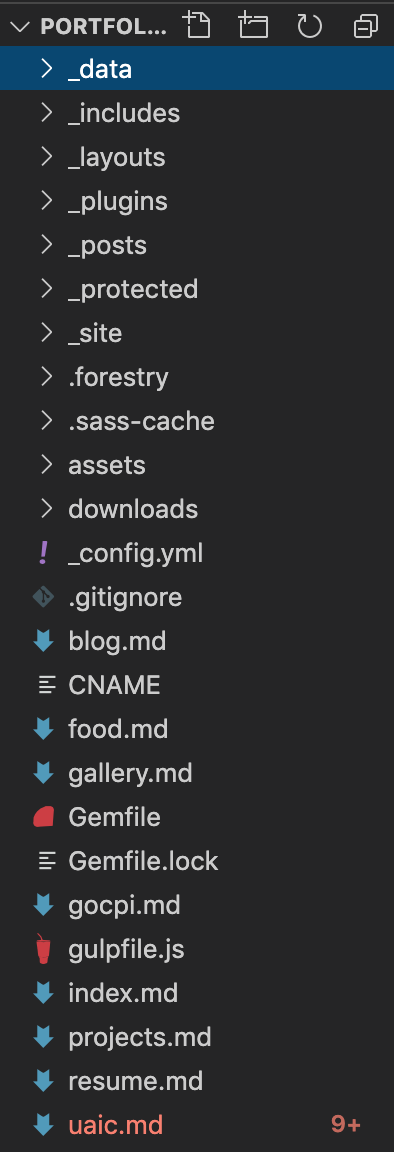 PORTFOL...
_data
_includes
_layouts
_plugins
_posts
_protected
_site
.forestry
.sass-cache
assets
downloads
_config.yml
.gitignore
blog.md
CNAME
food.md
gallery.md
Gemfile
Gemfile.lock
gocpi.md
gulpfile.js
index.md
projects.md
resume.md
uaic.md 9+